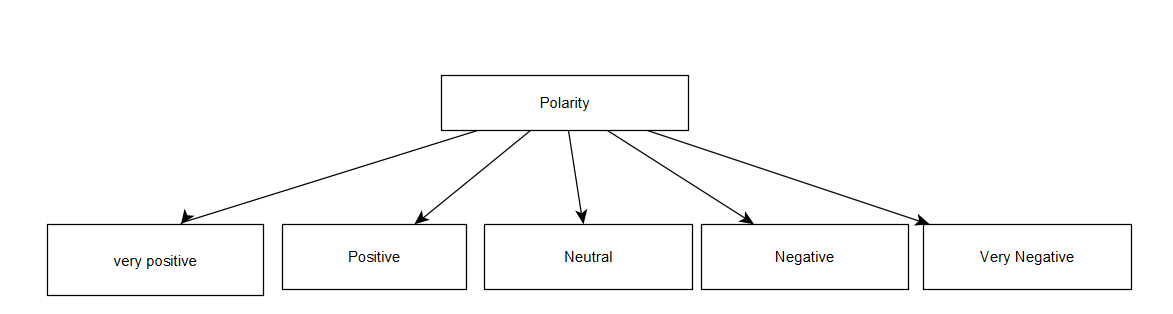 Polarity
very positive
Positive
Neutral
Negative
Very Negative